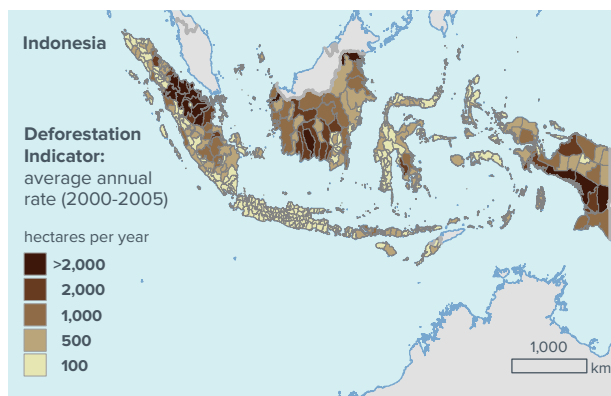 Indonesia
Deforestation
Indicator:
average annual
rate (2000-2005)
hectares per year
>2,000
2,000
1,000
500
100
1,000
km